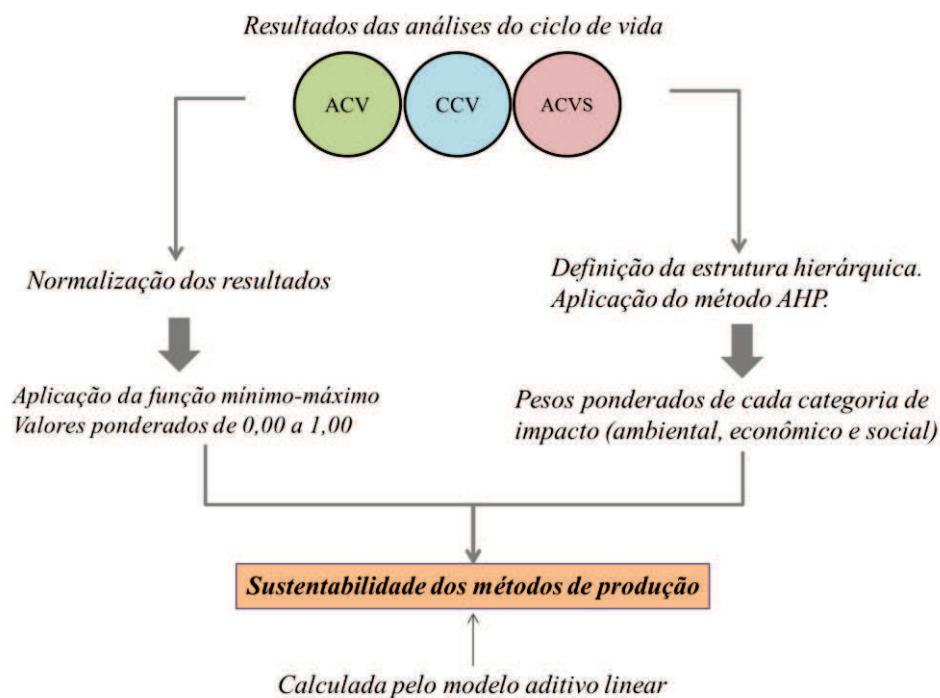 Resultados das análises do ciclo de vida
ACV
CCV
ACVS
Normalização dos resultados
Definição da estrutura hierárquica.
Aplicação do método AHP.
Aplicação da função mínimo-máximo
Valores ponderados de 0,00 a 1,00
Pesos ponderados de cada categoria de
impacto (ambiental, econômico e social)
Sustentabilidade dos métodos de produção
Calculada pelo modelo aditivo linear